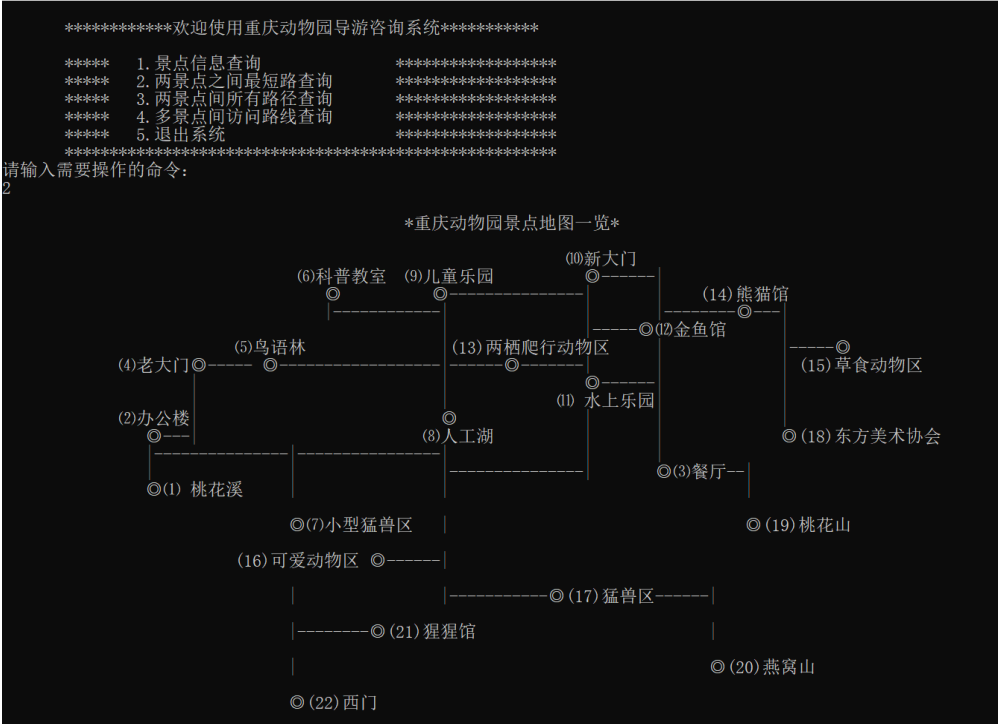 ************欢迎使用重庆动物园导游咨询系统***********
***** 1.景点信息查询 ******************
***** 2.两景点之间最短路查询 ******************
***** 3.两景点间所有路径查询 ******************
***** 4.多景点间访问路线查询 ******************
***** 5.退出系统 ******************
*******************************************************
请输入需要操作的命令:
2
*重庆动物园景点地图一览*
⑽新大门
⑹科普教室 ⑼儿童乐园
(14)熊猫馆
⑿金鱼馆
⑸鸟语林 (13)两栖爬行动物区
⑷老大门
(15)草食动物区
⑾ 水上乐园
⑵办公楼
⑻人工湖 (18)东方美术协会
⑶餐厅
⑴ 桃花溪
⑺小型猛兽区 (19)桃花山
(16)可爱动物区
(17)猛兽区
(21)猩猩馆
(20)燕窝山
(22)西门